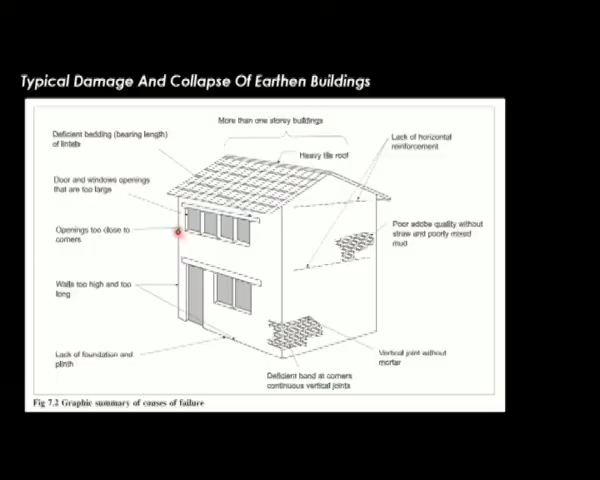 Typical Damage And Collapse Of Earthen Buildings
More than one storey buildings
Deficient bedding (bearing length)
of lintels
Lack of horizontal
reinforcement
Heavy tile roof
Door and windows openings
that are too large
Poor adobe quality without
straw and poorly mixed
mud
Openings too close to
corners
Walls too high and too
long
Lack of foundation and
plinth
Vertical joint without
mortar
Deficient band at corners
continuous vertical joints
Fig 7.2 Graphic summary of causes of failure